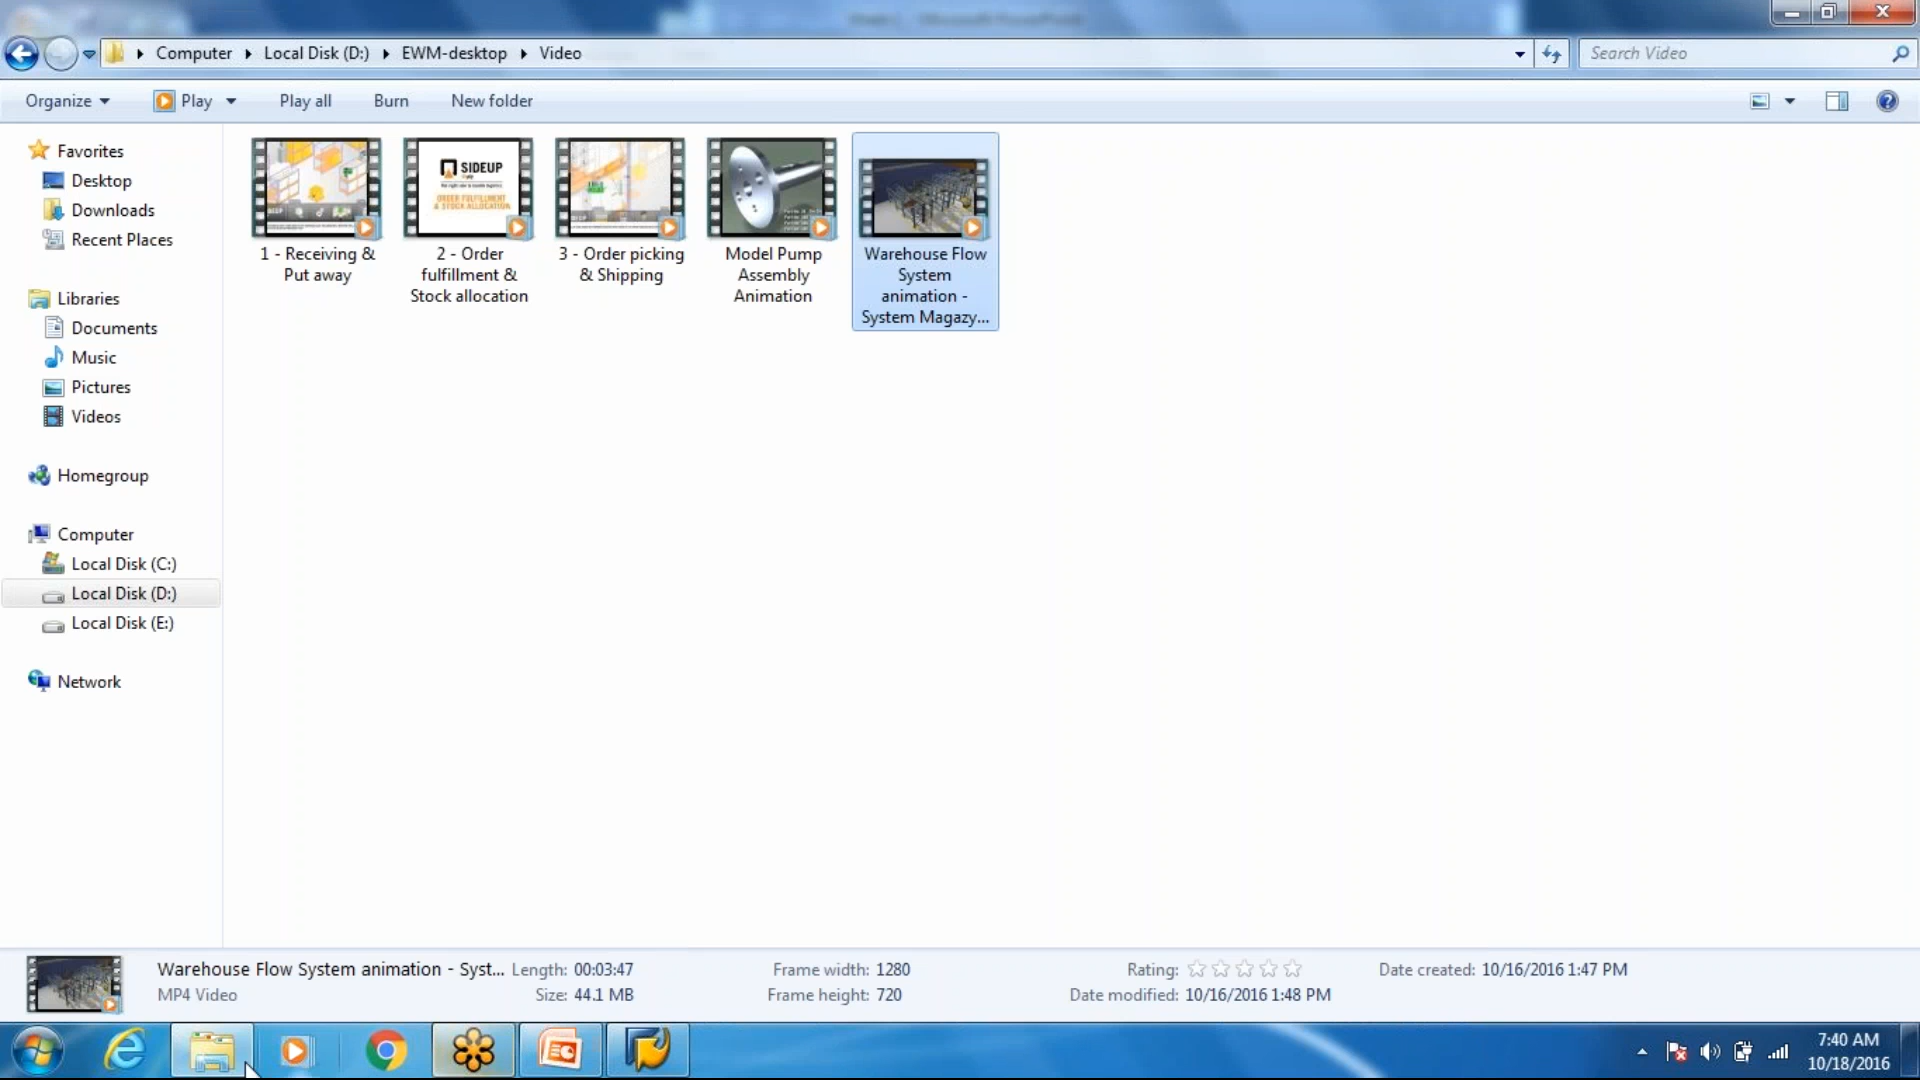 Computer Local Disk (D:) EWM-desktop Video
Search Video
Organize Play Play all Burn New folder
Favorites
Desktop
Downloads
Recent Places
Libraries
Documents
Music
Pictures
Videos
Homegroup
Computer
Local Disk (C:)
Local Disk (D:)
Local Disk (E:)
Network
1 - Receiving &
Put away
SIDEUP
ORDER FULFILLMENT
& STOCK ALLOCATION
2 - Order
fulfillment &
Stock allocation
3 - Order picking
& Shipping
Model Pump
Assembly
Animation
Warehouse Flow
System
animation -
System Magazy...
Warehouse Flow System animation - Syst... Length: 00:03:47 Frame width: 1280 Rating: Date created: 10/16/2016 1:47 PM
MP4 Video Size: 44.1 MB Frame height: 720 Date modified: 10/16/2016 1:48 PM
7:40 AM
10/18/2016